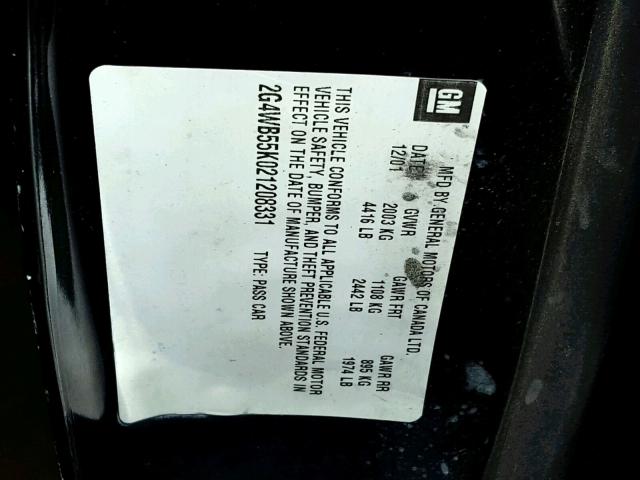 GM
MFD BY GENERAL MOTORS OF CANADA LTD.
DATE GVWR GAWR FRT GAWR RR
12/01 2003 KG 1108 KG 895 KG
4416 LB 2442 LB 1974 LB
THIS VEHICLE CONFORMS TO ALL APPLICABLE U.S. FEDERAL MOTOR
VEHICLE SAFETY, BUMPER, AND THEFT PREVENTION STANDARDS IN
EFFECT ON THE DATE OF MANUFACTURE SHOWN ABOVE.
2G4WB55K021208331 TYPE: PASS CAR